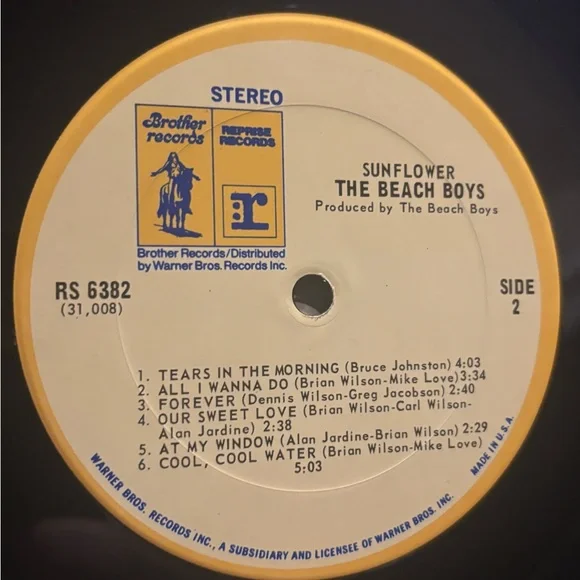 STEREO
Brother records
REPRISE RECORDS
r
Brother Records/Distributed
by Warner Bros. Records Inc.
SUNFLOWER
THE BEACH BOYS
Produced by The Beach Boys
RS 6382
(31,008)
SIDE
2
1. TEARS IN THE MORNING (Bruce Johnston) 4:03
2. ALL I WANNA DO (Brian Wilson-Mike Love)3:34
3. FOREVER (Dennis Wilson-Greg Jacobson) 2:40
4. OUR SWEET LOVE (Brian Wilson-Carl Wilson-
Alan Jardine) 2:38
5. AT MY WINDOW (Alan Jardine-Brian Wilson) 2:29
6. COOL, COOL WATER (Brian Wilson-Mike Love)
5:03
WARNER BROS. RECORDS INC., A SUBSIDIARY AND LICENSEE OF WARNER BROS. INC.
MADE IN U.S.A.